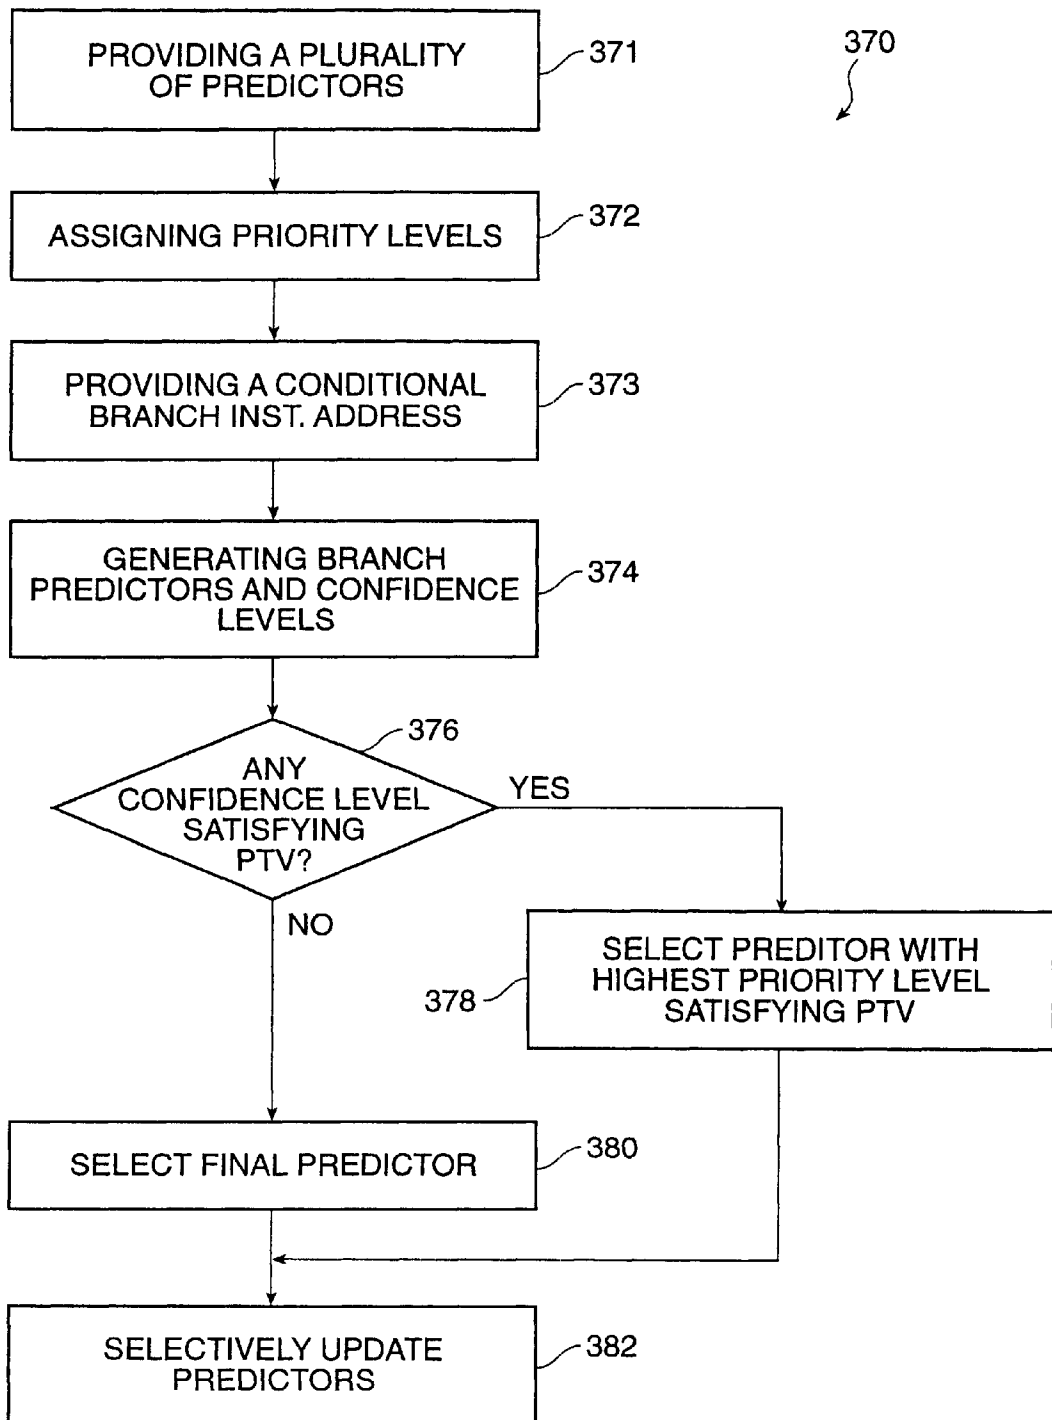 PROVIDING A PLURALITY
OF PREDICTORS
371
370
ASSIGNING PRIORITY LEVELS
372
PROVIDING A CONDITIONAL
BRANCH INST. ADDRESS
373
GENERATING BRANCH
PREDICTORS AND CONFIDENCE
LEVELS
374
376
ANY
CONFIDENCE LEVEL
SATISFYING
PTV?
YES
NO
SELECT PREDITOR WITH
HIGHEST PRIORITY LEVEL
SATISFYING PTV
378
SELECT FINAL PREDICTOR
380
SELECTIVELY UPDATE
PREDICTORS
382